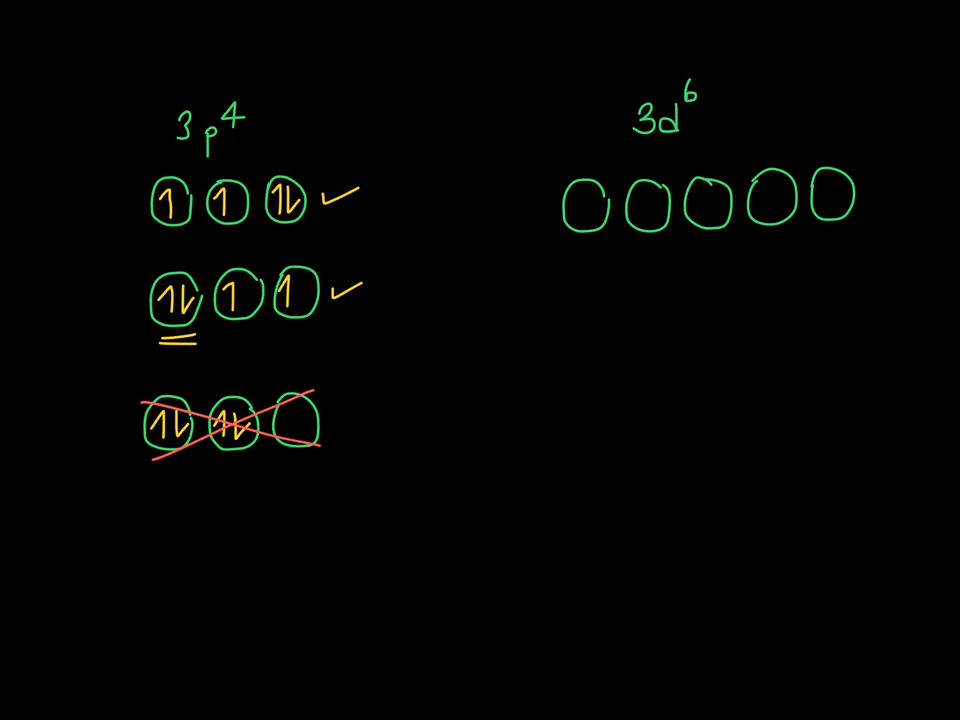 3p⁴
3d⁶
↿ ↿ ↿⇂
↿⇂ ↿ ↿
↿⇂ ↿⇂